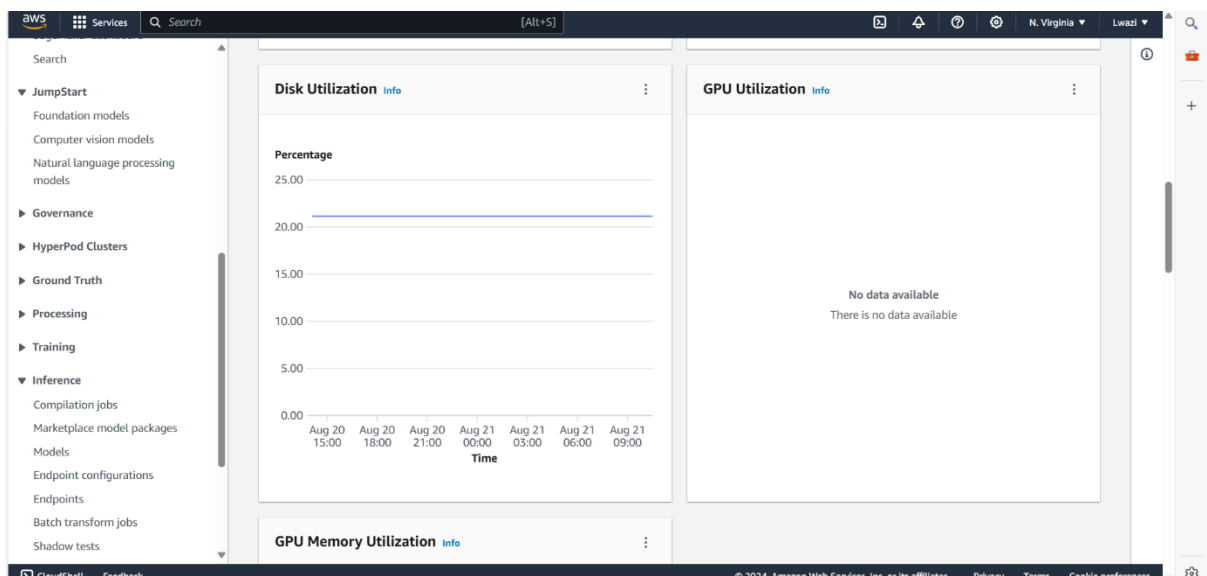 aws
Services
Search
[Alt+S]
N. Virginia
Lwazi
Search
JumpStart
Foundation models
Computer vision models
Natural language processing
models
Governance
HyperPod Clusters
Ground Truth
Processing
Training
Inference
Compilation jobs
Marketplace model packages
Models
Endpoint configurations
Endpoints
Batch transform jobs
Shadow tests
Disk Utilization Info
Percentage
25.00
20.00
15.00
10.00
5.00
0.00
Aug 20 Aug 20 Aug 20 Aug 21 Aug 21 Aug 21 Aug 21
15:00 18:00 21:00 00:00 03:00 06:00 09:00
Time
GPU Utilization Info
No data available
There is no data available
GPU Memory Utilization Info
CloudShell Feedback
© 2024, Amazon Web Services, Inc. or its affiliates. Privacy Terms Cookie preferences